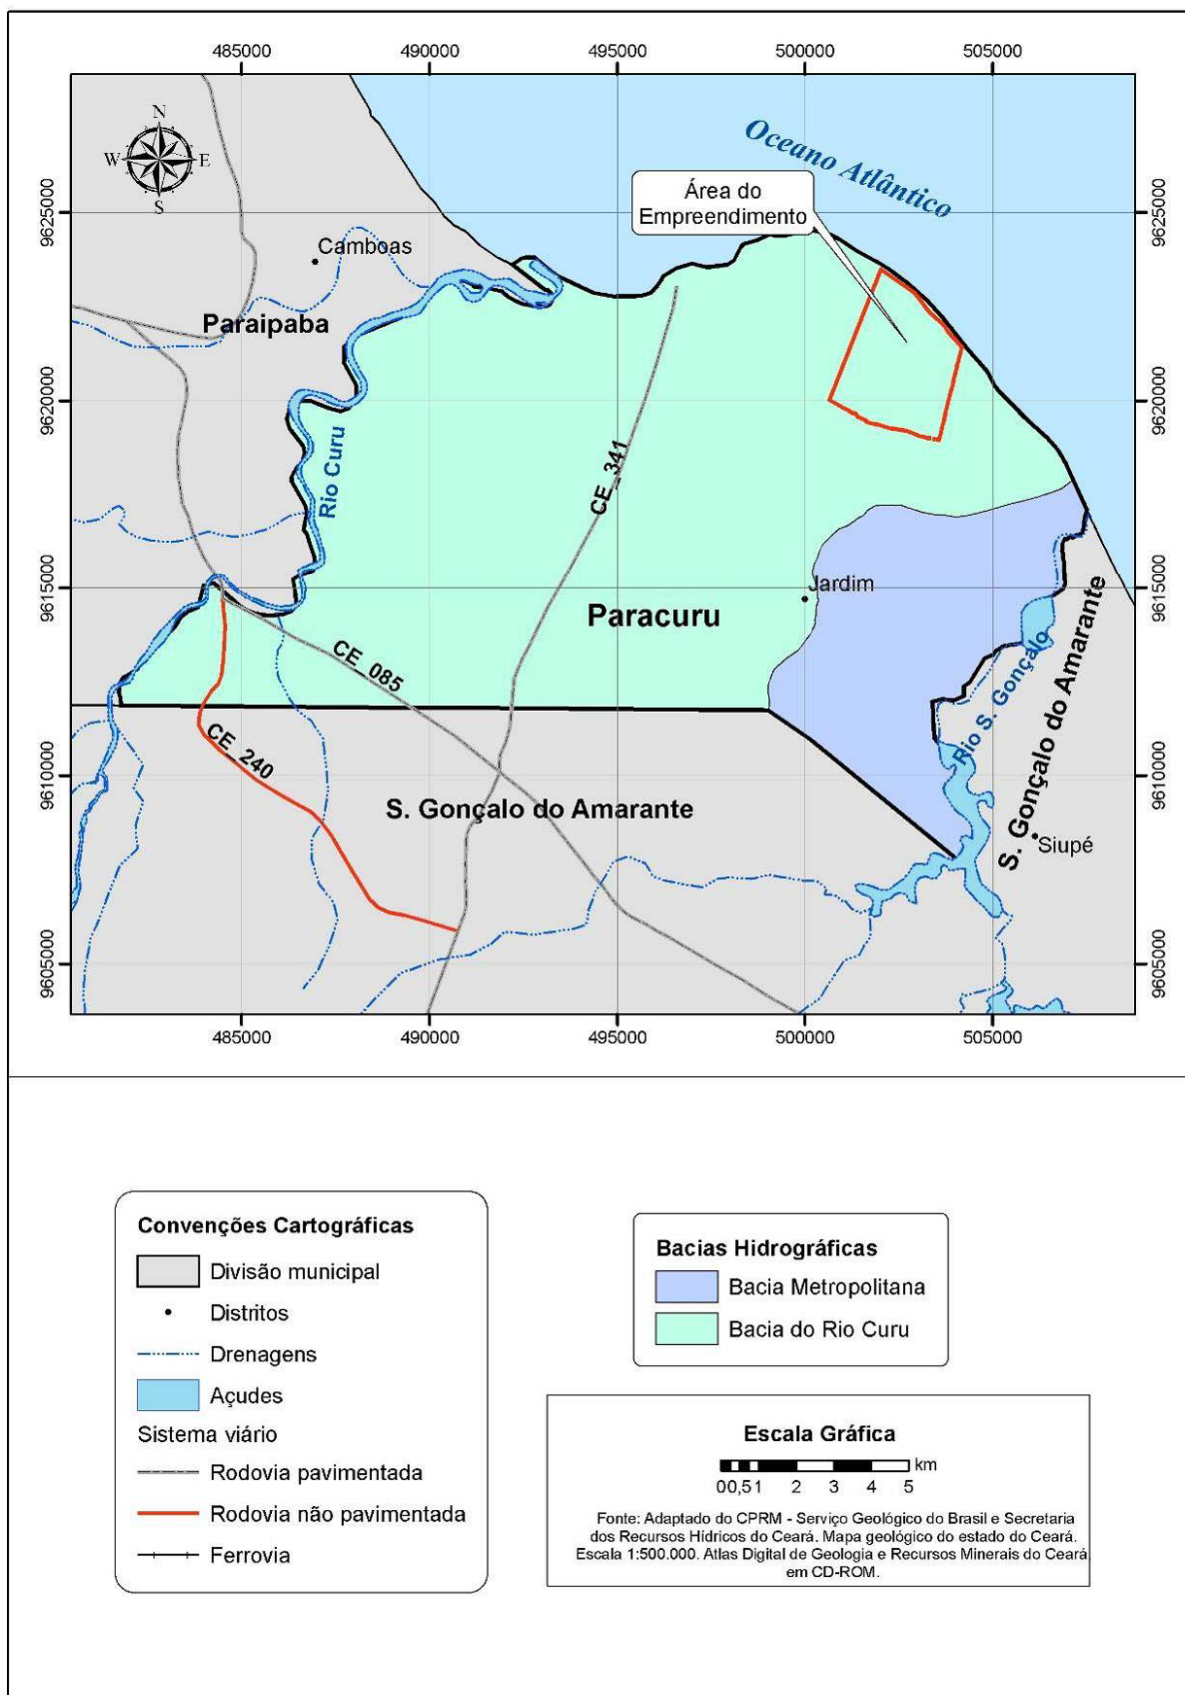 485000
490000
495000
500000
505000
N
W
E
S
Oceano Atlântico
Área do
Empreendimento
9625000
9625000
Camboas
Paraipaba
9620000
9620000
Rio Curu
CE_341
9615000
9615000
Jardim
Paracuru
CE_085
Rio S. Gonçalo
S. Gonçalo do Amarante
CE_240
9610000
9610000
S. Gonçalo do Amarante
Siupé
9605000
9605000
485000
490000
495000
500000
505000
Convenções Cartográficas
Divisão municipal
Distritos
Drenagens
Açudes
Sistema viário
Rodovia pavimentada
Rodovia não pavimentada
Ferrovia
Bacias Hidrográficas
Bacia Metropolitana
Bacia do Rio Curu
Escala Gráfica
km
00,51 2 3 4 5
Fonte: Adaptado do CPRM - Serviço Geológico do Brasil e Secretaria
dos Recursos Hídricos do Ceará. Mapa geológico do estado do Ceará.
Escala 1:500.000. Atlas Digital de Geologia e Recursos Minerais do Ceará
em CD-ROM.